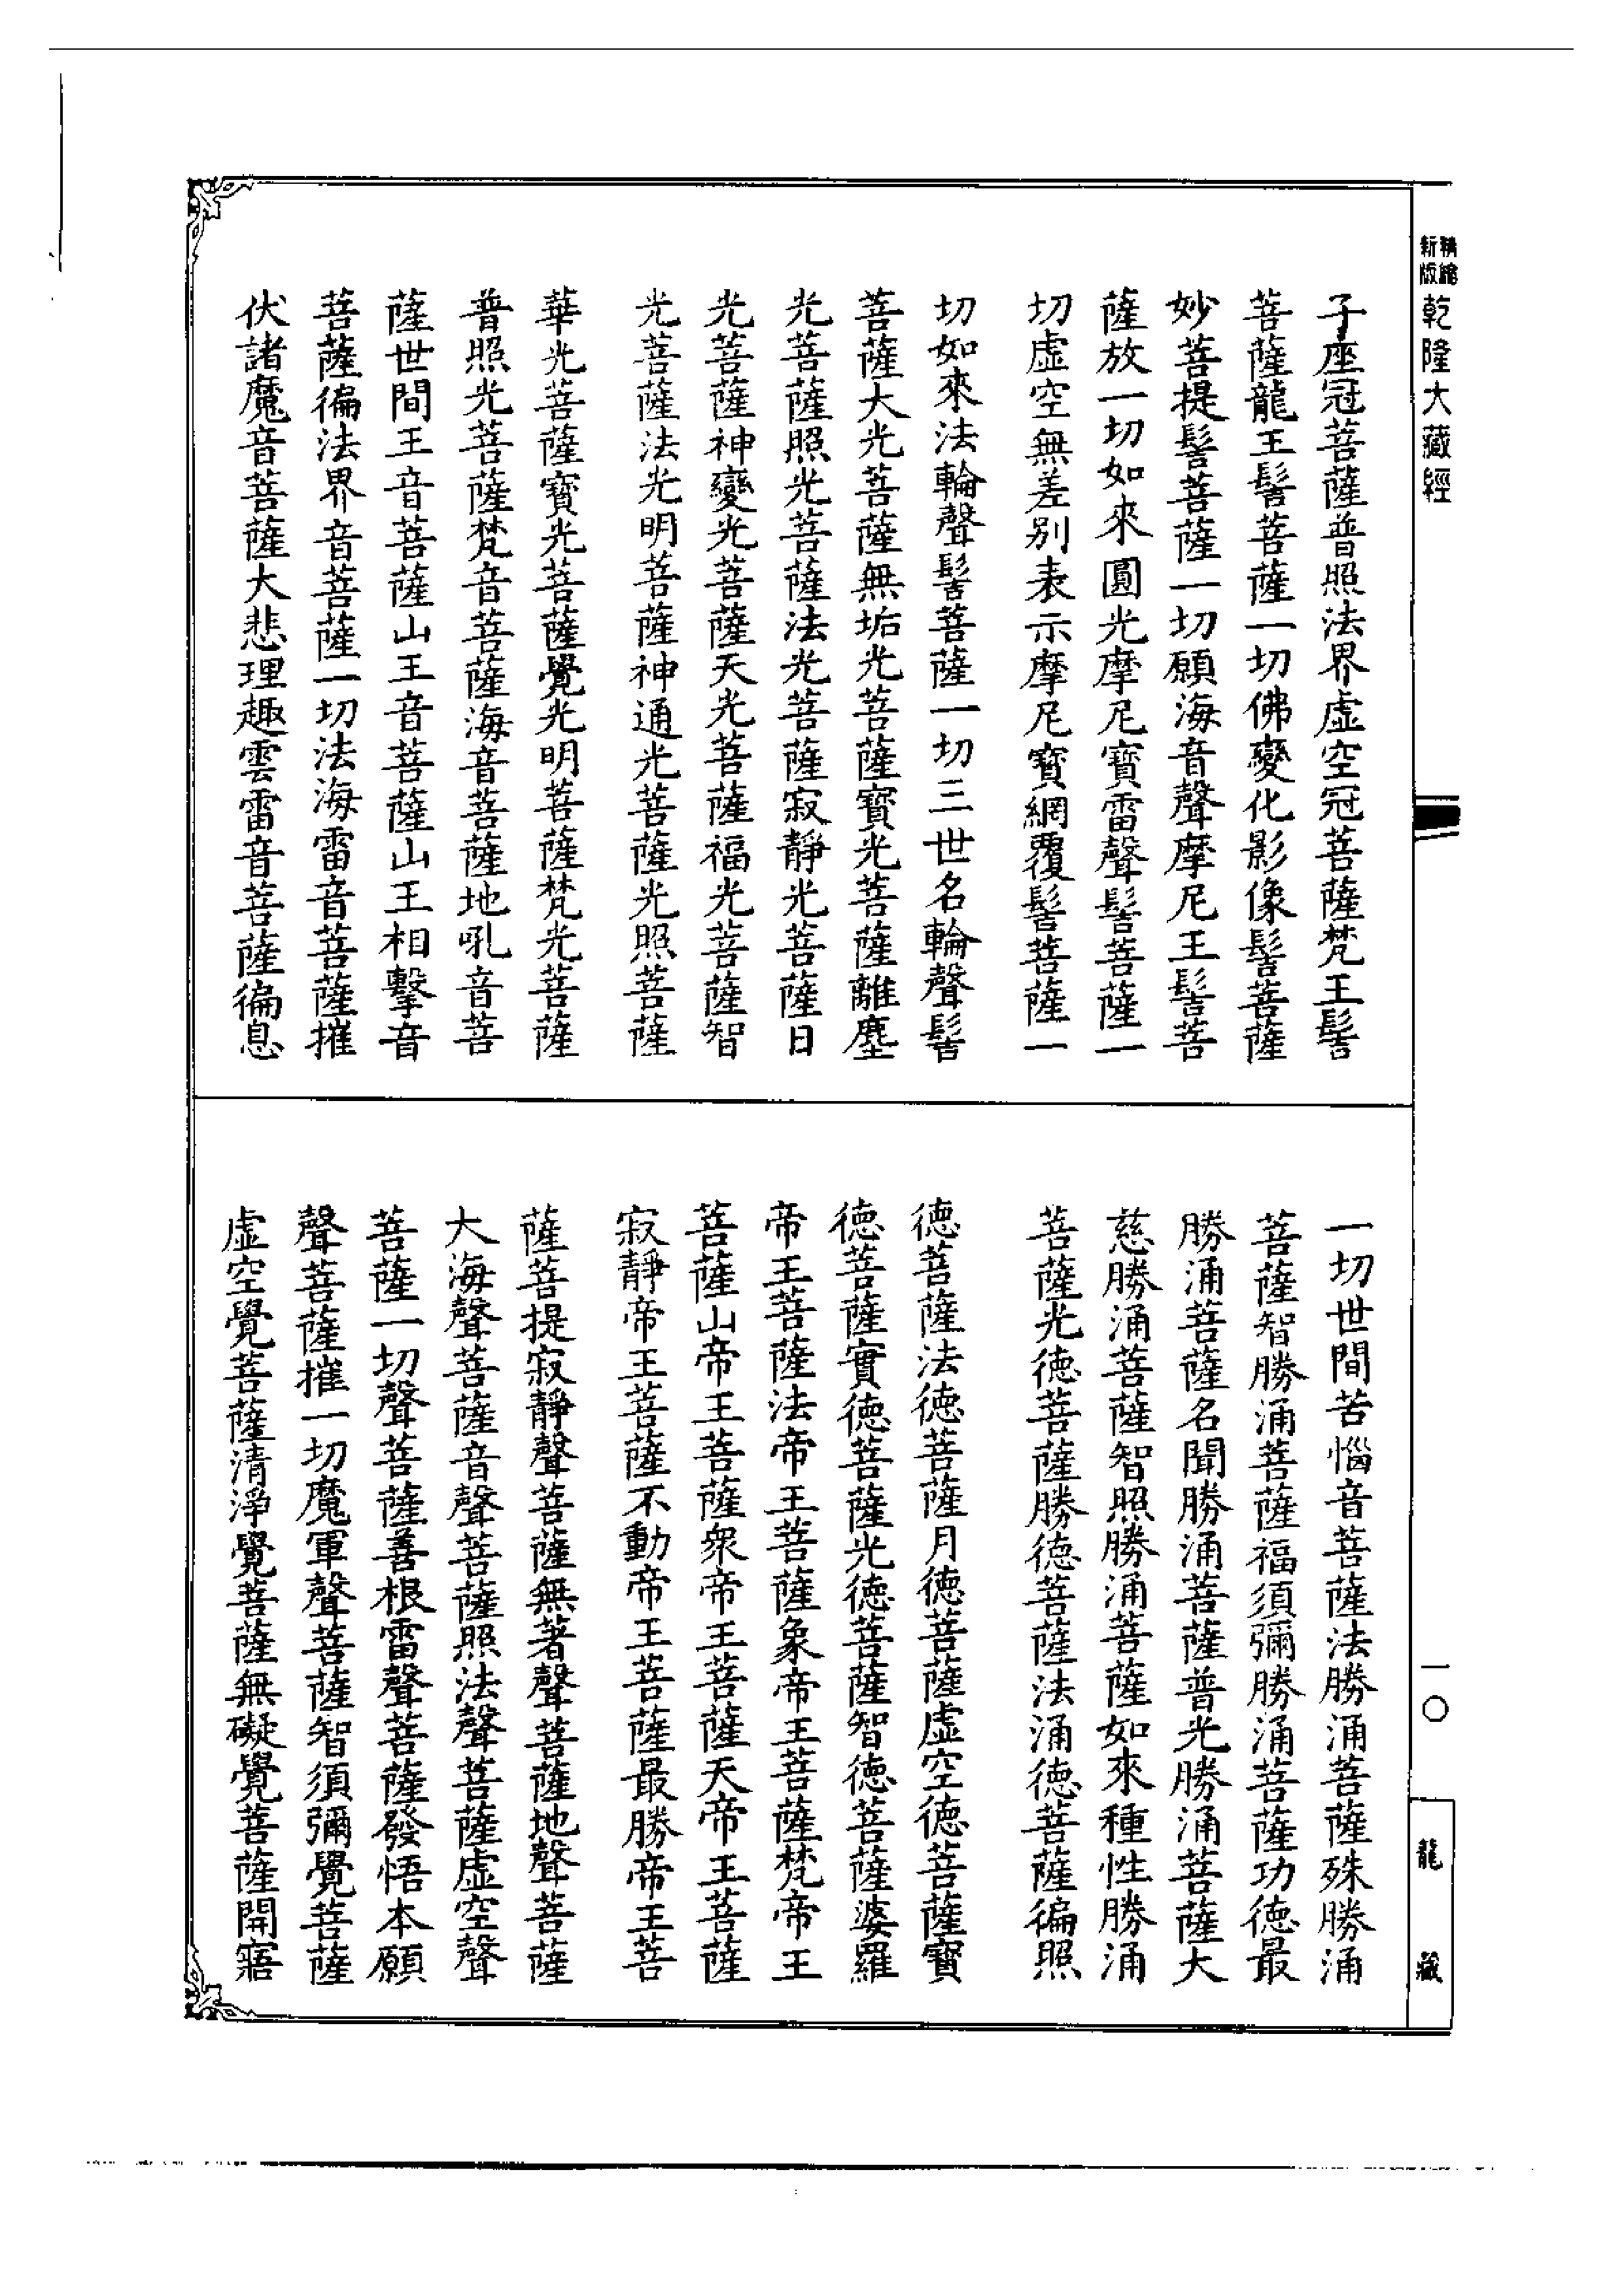 新版精繪乾隆大藏經
子座冠菩薩普照法界虛空冠菩薩梵王髻
菩薩龍王髻菩薩一切佛變化影像髻菩薩
妙菩提髻菩薩一切願海音聲摩尼王髻菩
薩放一切如來圓光摩尼寶雷聲髻菩薩一
切虛空無差別表示摩尼寶網覆髻菩薩一
切如來法輪聲髻菩薩一切三世名輪聲髻
菩薩大光菩薩無垢光菩薩寶光菩薩離塵
光菩薩照光菩薩法光菩薩寂靜光菩薩日
光菩薩神變光菩薩天光菩薩福光菩薩智
光菩薩法光明菩薩神通光菩薩光照菩薩
華光菩薩寶光菩薩覺光明菩薩梵光菩薩
普照光菩薩梵音菩薩海音菩薩地吼音菩
薩世間王音菩薩山王音菩薩山王相擊音
菩薩徧法界音菩薩一切法海雷音菩薩摧
伏諸魔音菩薩大悲理趣雲雷音菩薩徧息
一切世間苦惱音菩薩法勝涌菩薩殊勝涌
菩薩智勝涌菩薩福須彌勝涌菩薩功德最
勝涌菩薩名聞勝涌菩薩普光勝涌菩薩大
慈勝涌菩薩智照勝涌菩薩如來種性勝涌
菩薩光德菩薩勝德菩薩法涌德菩薩徧照
德菩薩法德菩薩月德菩薩虛空德菩薩寶
德菩薩實德菩薩光德菩薩智德菩薩婆羅
帝王菩薩法帝王菩薩象帝王菩薩梵帝王
菩薩山帝王菩薩衆帝王菩薩天帝王菩薩
寂靜帝王菩薩不動帝王菩薩最勝帝王菩
薩菩提寂靜聲菩薩無著聲菩薩地聲菩薩
大海聲菩薩音聲菩薩照法聲菩薩虛空聲
菩薩一切聲菩薩善根雷聲菩薩發悟本願
聲菩薩摧一切魔軍聲菩薩智須彌覺菩薩
虛空覺菩薩清淨覺菩薩無礙覺菩薩開寤
一〇
龍藏